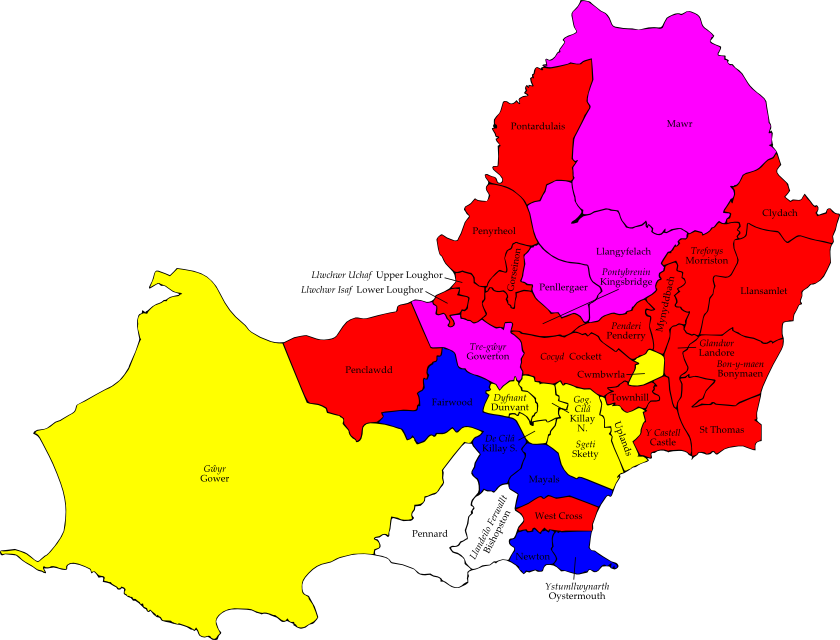 Mawr
Pontardulais
Clydach
Penyrheol
Treforys
Morriston
Llangyfelach
Gorseinon
Pontybrenin
Kingsbridge
Llwchwr Uchaf Upper Loughor
Llwchwr Isaf Lower Loughor
Penllergaer
Mynyddbach
Llansamlet
Penderi
Penderry
Tre-gŵyr
Gowerton
Cocyd Cockett
Glandŵr
Landore
Penclawdd
Cwmbwrla
Bon-y-maen
Bonymaen
Fairwood
Dyfnant
Dunvant
Gog.
Cilâ
Killay
N.
Townhill
Uplands
Y Castell
Castle
St Thomas
De Cilâ
Killay S.
Sgeti
Sketty
Gŵyr
Gower
Mayals
Pennard
Llandeilo Ferwallt
Bishopston
West Cross
Newton
Ystumllwynarth
Oystermouth